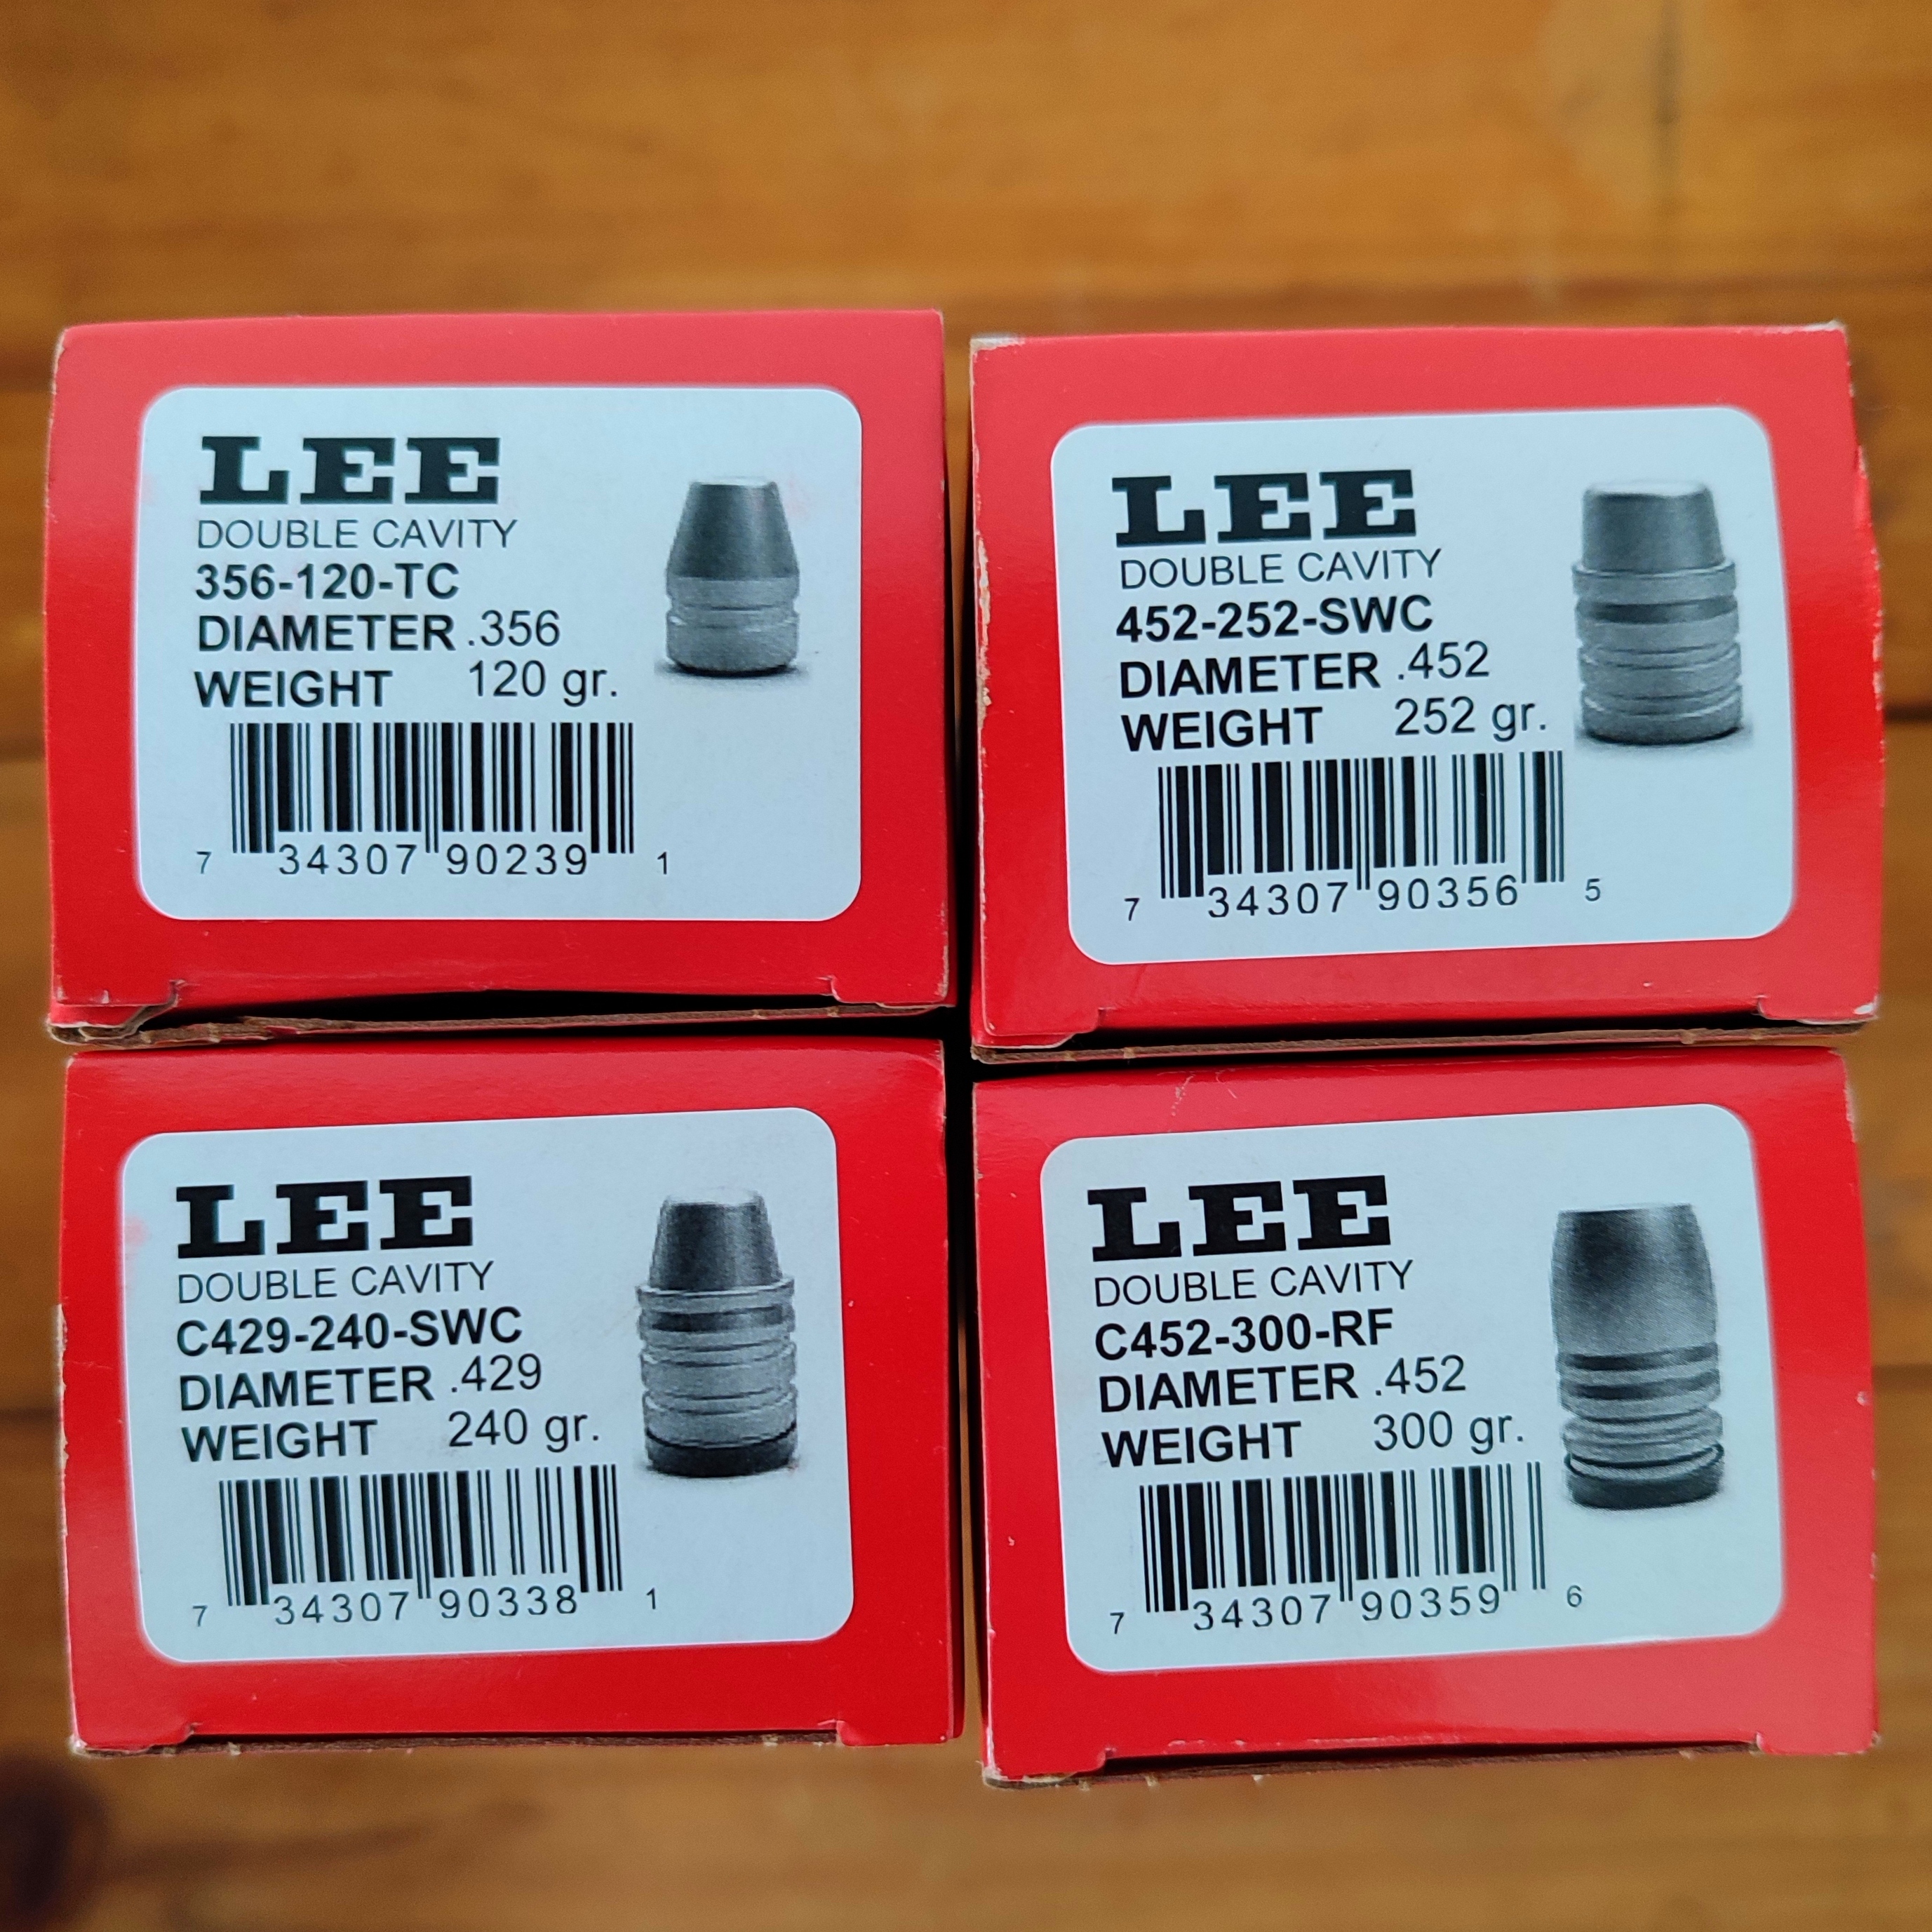 LEE
DOUBLE CAVITY
356-120-TC
DIAMETER .356
WEIGHT 120 gr.
7 34307 90239 1
LEE
DOUBLE CAVITY
452-252-SWC
DIAMETER .452
WEIGHT 252 gr.
7 34307 90356 5
LEE
DOUBLE CAVITY
C429-240-SWC
DIAMETER .429
WEIGHT 240 gr.
7 34307 90338 1
LEE
DOUBLE CAVITY
C452-300-RF
DIAMETER .452
WEIGHT 300 gr.
7 34307 90359 6